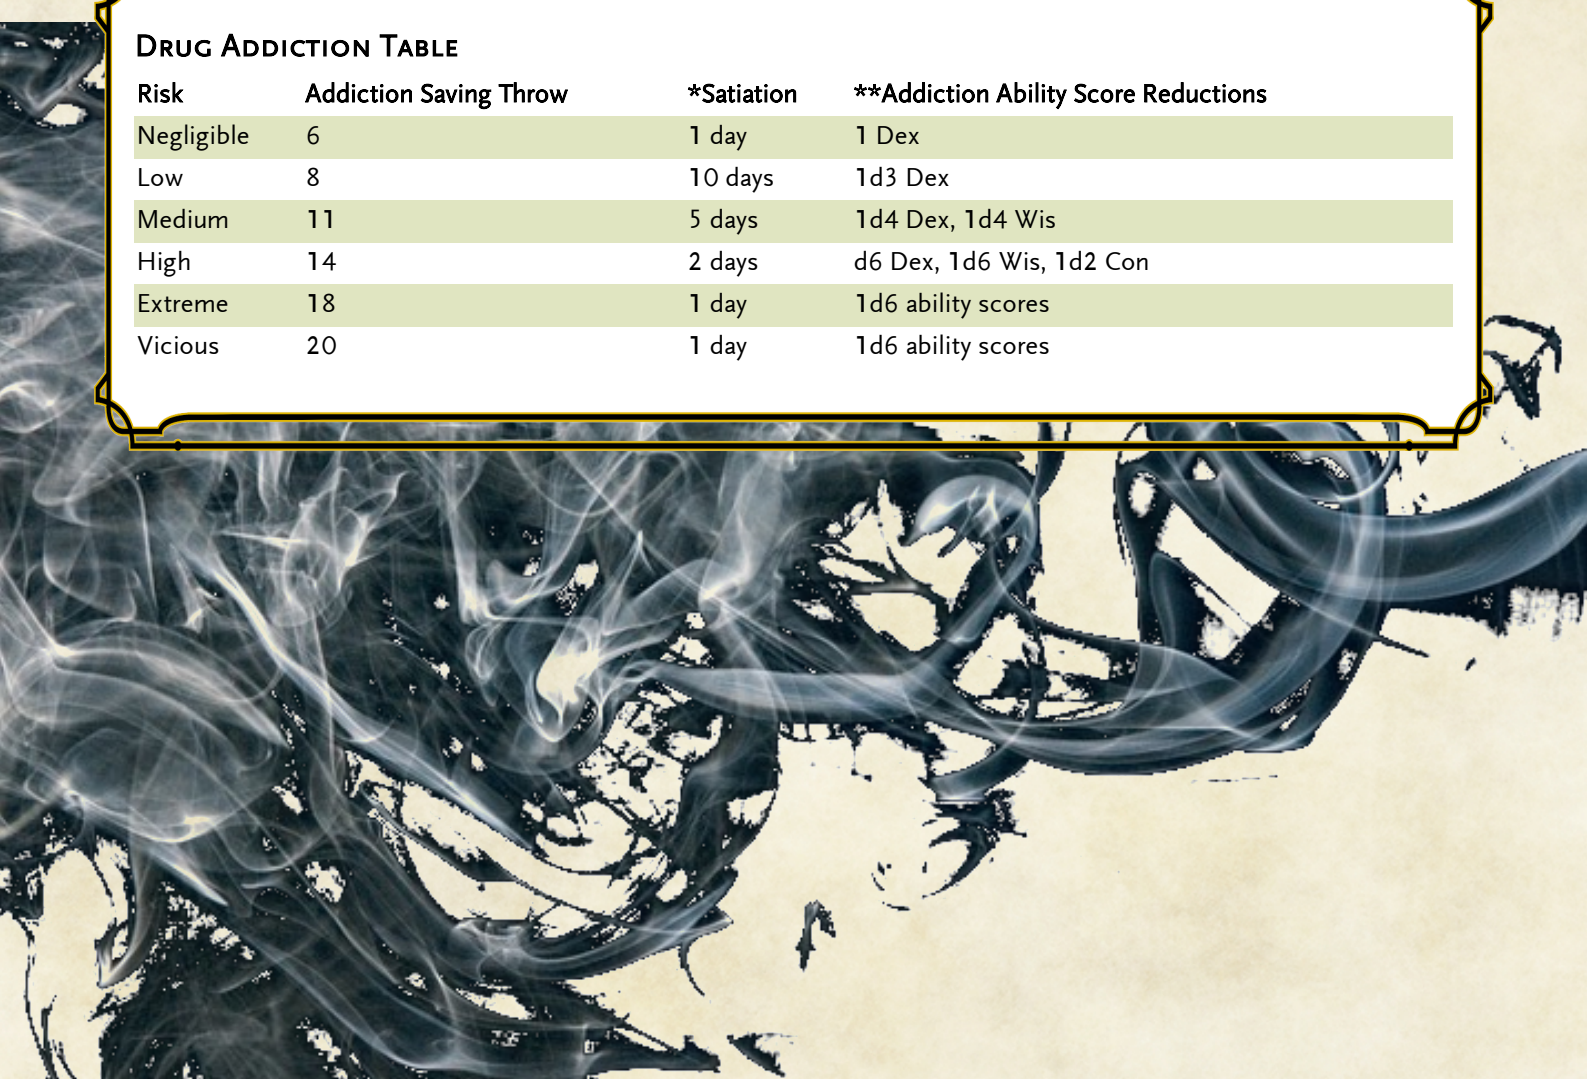 Drug Addiction Table
Risk Addiction Saving Throw *Satiation **Addiction Ability Score Reductions
Negligible 6 1 day 1 Dex
Low 8 10 days 1d3 Dex
Medium 11 5 days 1d4 Dex, 1d4 Wis
High 14 2 days d6 Dex, 1d6 Wis, 1d2 Con
Extreme 18 1 day 1d6 ability scores
Vicious 20 1 day 1d6 ability scores